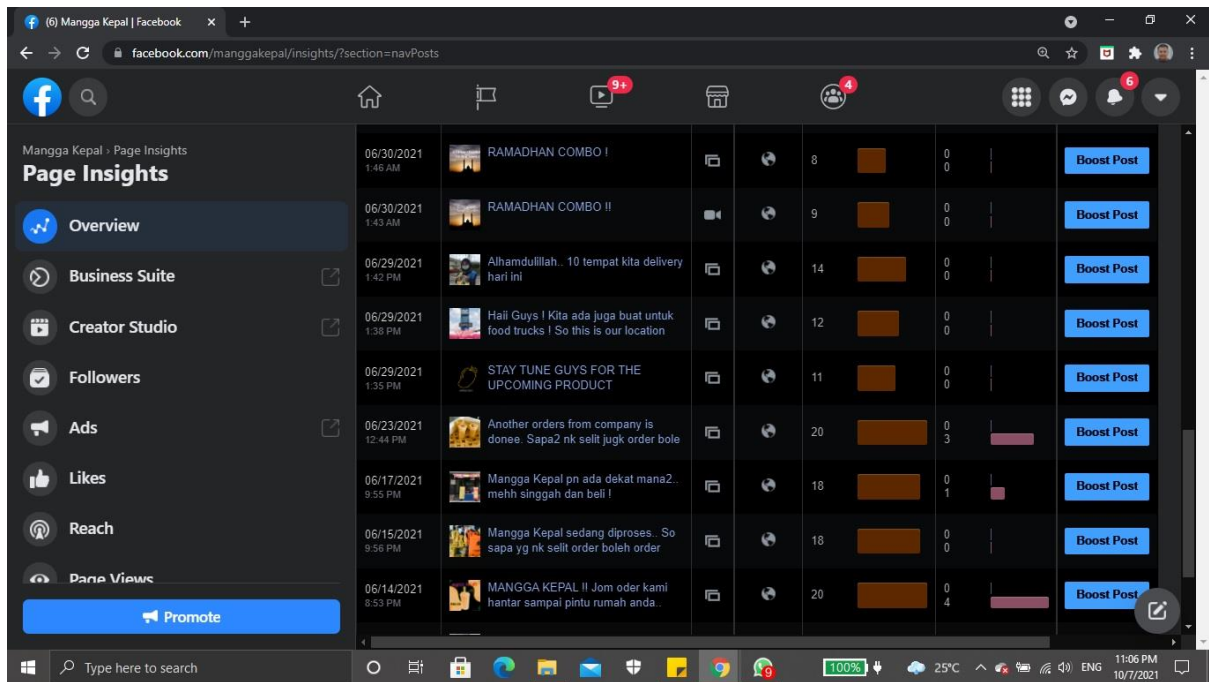 (6) Mangga Kepal | Facebook
facebook.com/manggakepal/insights/?section=navPosts
9+
4
6
Mangga Kepal › Page Insights
Page Insights
Overview
Business Suite
Creator Studio
Followers
Ads
Likes
Reach
Page Views
Promote
06/30/2021
1:46 AM
RAMADHAN COMBO !
8
0
0
Boost Post
06/30/2021
1:43 AM
RAMADHAN COMBO !!
9
0
0
Boost Post
06/29/2021
1:42 PM
Alhamdulillah.. 10 tempat kita delivery
hari ini
14
0
0
Boost Post
06/29/2021
1:38 PM
Haii Guys ! Kita ada juga buat untuk
food trucks ! So this is our location
12
0
0
Boost Post
06/29/2021
1:35 PM
STAY TUNE GUYS FOR THE
UPCOMING PRODUCT
11
0
0
Boost Post
06/23/2021
12:44 PM
Another orders from company is
donee. Sapa2 nk selit jugk order bole
20
0
3
Boost Post
06/17/2021
9:55 PM
Mangga Kepal pn ada dekat mana2..
mehh singgah dan beli !
18
0
1
Boost Post
06/15/2021
9:56 PM
Mangga Kepal sedang diproses.. So
sapa yg nk selit order boleh order
18
0
0
Boost Post
06/14/2021
8:53 PM
MANGGA KEPAL !! Jom oder kami
hantar sampai pintu rumah anda..
20
0
4
Boost Post
Type here to search
9
100%
25°C
ENG
11:06 PM
10/7/2021